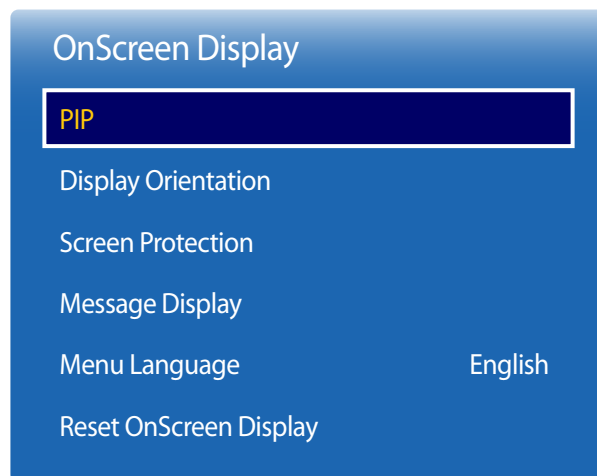 OnScreen Display
PIP
Display Orientation
Screen Protection
Message Display
Menu Language English
Reset OnScreen Display